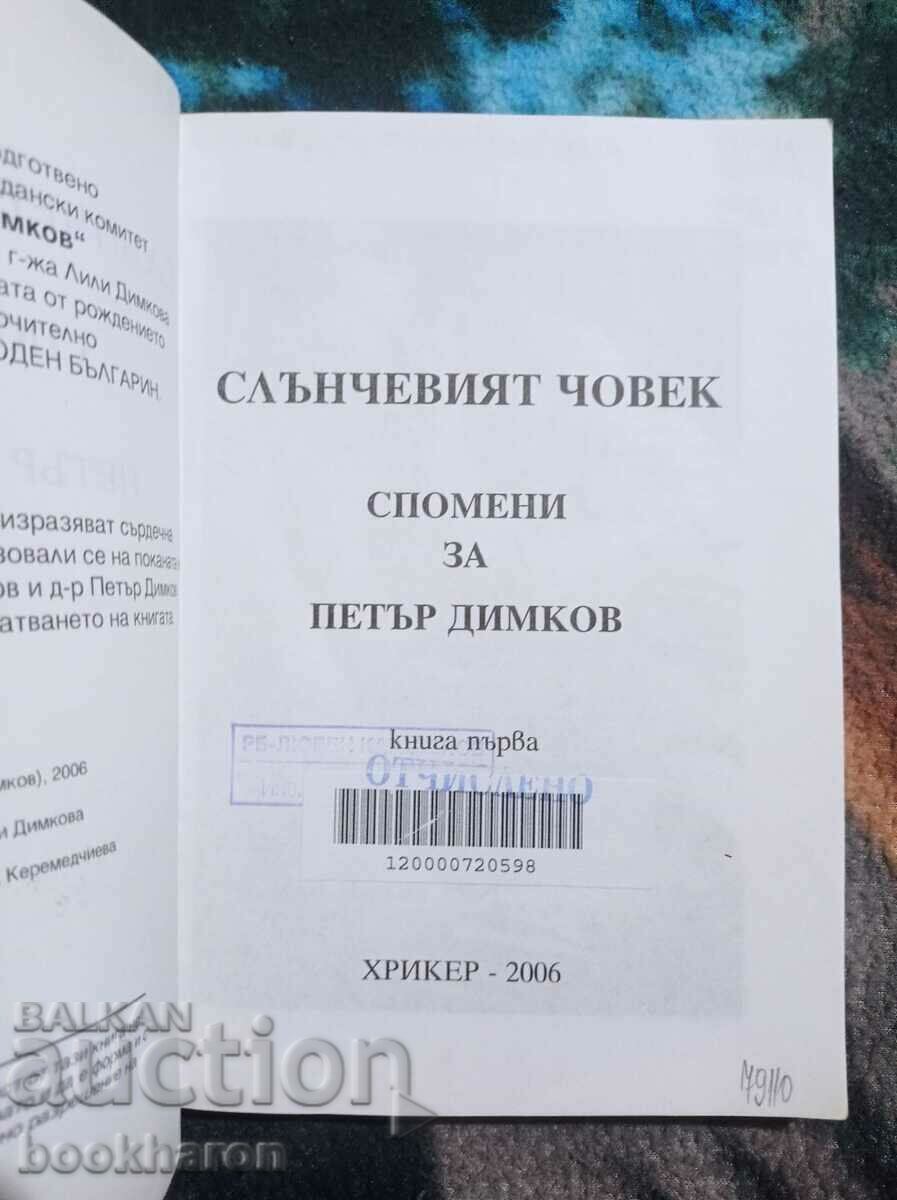 одготвено
дански комитет
мков“
г-жа Лили Димкова
ата от рождението
очително
ОДЕН БЪЛГАРИН.
изразяват сърдечна
зовали се на поканата
ов и д-р Петър Димков
атването на книгата.
мков), 2006
и Димкова
Керемедчиева
СЛЪНЧЕВИЯТ ЧОВЕК
СПОМЕНИ
ЗА
ПЕТЪР ДИМКОВ
книга първа
ОТЧИСЛЕНО
120000720598
ХРИКЕР - 2006
79110
BALKAN
auction
bookharon